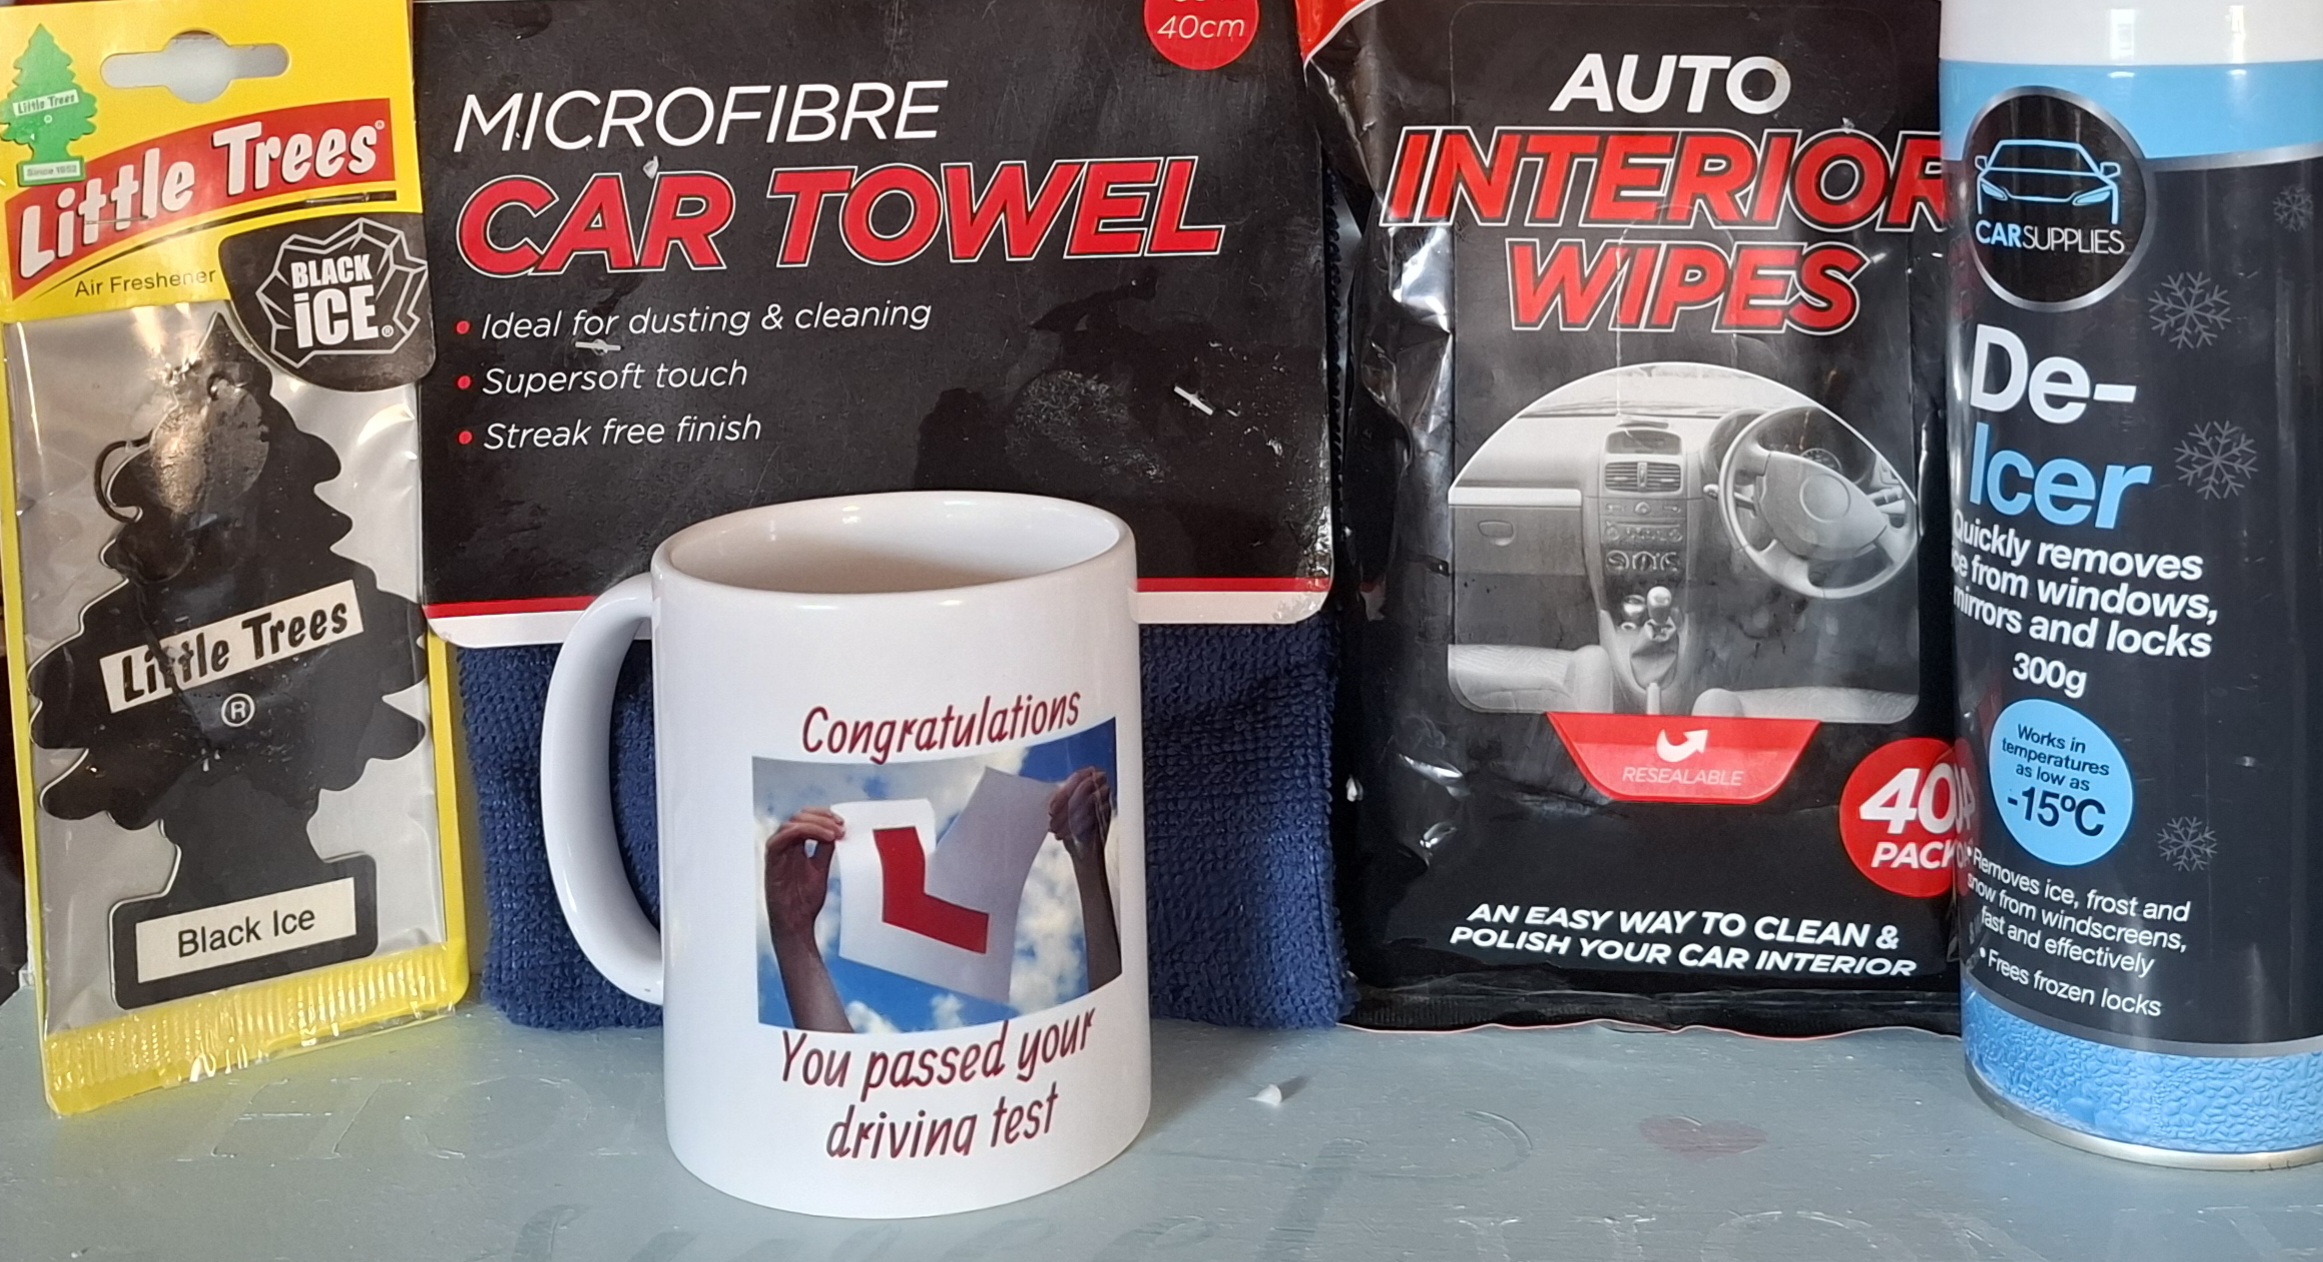 Little Trees
Since 1952
Little Trees®
Air Freshener
BLACK
iCE®
Little Trees
®
Black Ice
40cm
MICROFIBRE
CAR TOWEL
• Ideal for dusting & cleaning
• Supersoft touch
• Streak free finish
Congratulations
L
You passed your
driving test
AUTO
INTERIOR
WIPES
RESEALABLE
40
PACK
AN EASY WAY TO CLEAN &
POLISH YOUR CAR INTERIOR
CARSUPPLIES
De-
Icer
Quickly removes
ice from windows,
mirrors and locks
300g
Works in
temperatures
as low as
-15ºC
• Removes ice, frost and
snow from windscreens,
fast and effectively
• Frees frozen locks